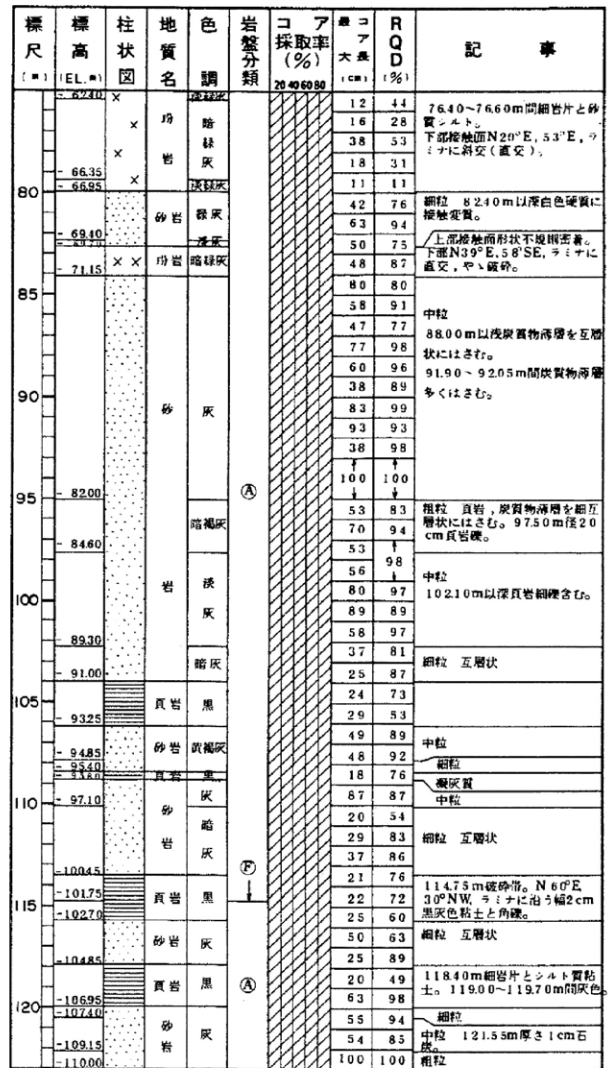 標尺 (m)
標高 (EL.m)
柱状図
地質名
色調
岩盤分類
コア採取率 (%)
20 40 60 80
最大コア長 (cm)
RQD (%)
記事
- 62.40
66.35
66.95
- 69.40
- 71.15
- 82.00
- 84.60
- 89.30
- 91.00
- 93.25
- 94.85
- 95.40
- 97.10
-100.45
-101.75
-102.70
-104.85
-106.95
-107.40
-109.15
-110.00
80
85
90
95
100
105
110
115
120
玢岩
砂岩
玢岩
砂岩
頁岩
砂岩
頁岩
砂岩
頁岩
砂岩
頁岩
砂岩
淡緑灰
暗緑灰
淡緑灰
緑灰
淡灰
暗緑灰
灰
暗褐灰
淡灰
暗灰
黒
黄褐灰
黒
灰
暗灰
黒
灰
黒
灰
Ⓐ
Ⓕ
Ⓐ
12 44
16 28
38 53
18 31
11 11
42 76
63 94
50 75
48 87
80 80
58 91
47 77
77 98
60 96
38 89
83 99
93 93
38 98
100 100
53 83
70 94
53
98
56
80 97
89 89
58 97
37 81
25 87
24 73
29 53
49 89
48 92
18 76
87 87
20 54
29 83
37 86
21 76
22 72
25 60
50 63
25 89
20 49
63 98
55 94
54 85
100 100
76.40~76.60m間細岩片と砂
質シルト。
下部接触面N20°E, 53°E, ラ
ミナに斜交(直交)。
細粒 82.40m以深白色硬質に
接触変質。
上部接触面形状不規則密着。
下部N39°E, 58°SE, ラミナに
直交, やゝ破砕。
中粒
88.00m以浅炭質物薄層を互層
状にはさむ。
91.90~92.05m間炭質物薄層
多くはさむ。
粗粒 頁岩, 炭質物薄層を細互
層状にはさむ。97.50m径20
cm頁岩礫。
中粒
102.10m以深頁岩細礫含む。
細粒 互層状
中粒
細粒
凝灰質
中粒
細粒 互層状
114.75m破砕帯。N60°E
30°NW, ラミナに沿う幅2cm
黒灰色粘土と角礫。
細粒 互層状
118.40m細岩片とシルト質粘
土。119.00~119.70m間灰色。
細粒
中粒 121.55m厚さ1cm石
炭。
粗粒